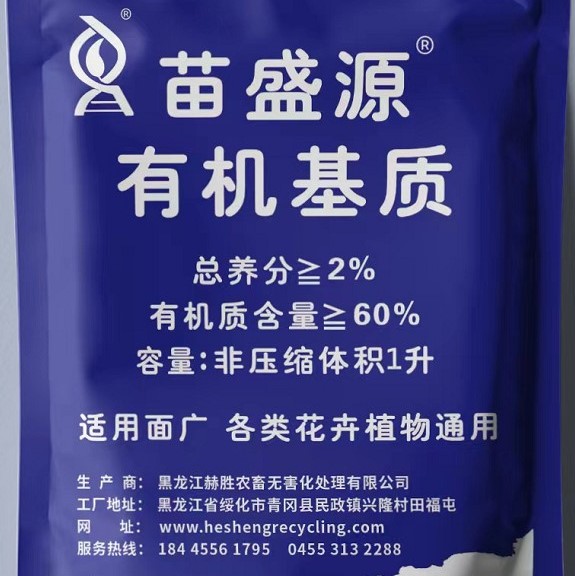 ®
苗盛源®
有机基质
总养分≧2%
有机质含量≧60%
容量:非压缩体积1升
适用面广 各类花卉植物通用
生 产 商: 黑龙江赫胜农畜无害化处理有限公司
工厂地址: 黑龙江省绥化市青冈县民政镇兴隆村田福屯
网 址: www.heshengrecycling.com
服务热线: 184 4556 1795 0455 313 2288